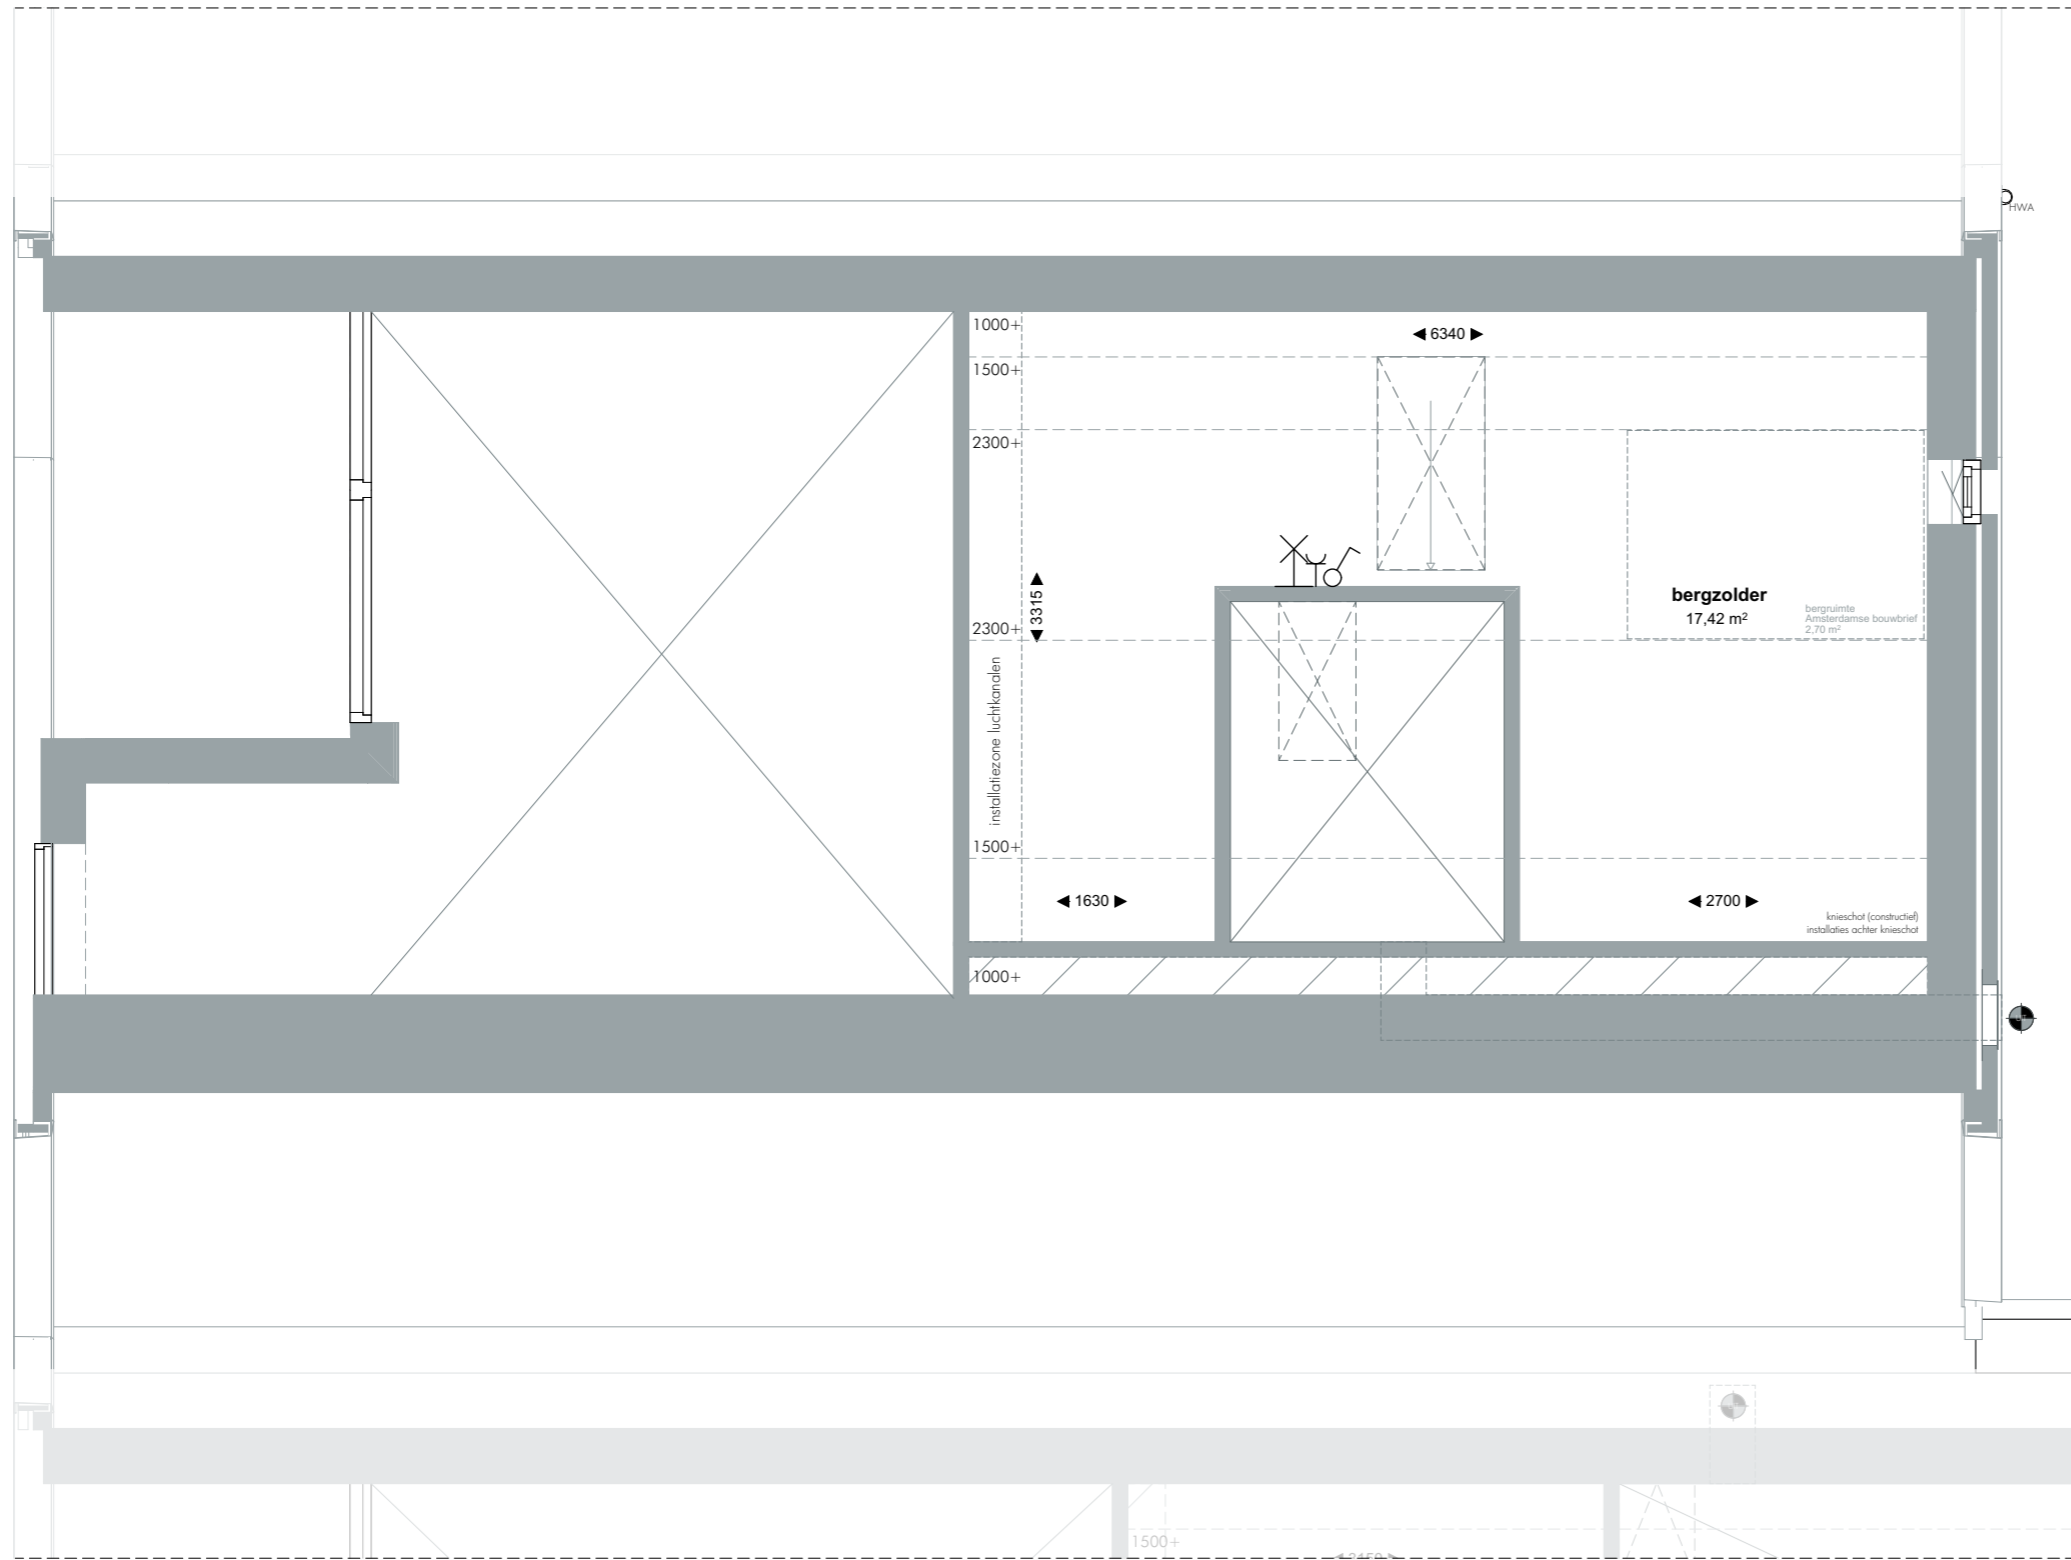 HWA
1000+
6340
1500+
2300+
3315
2300+
bergzolder
17,42 m²
bergruimte
Amsterdamse bouwbrief
2,70 m²
installatiezone luchtkanalen
1500+
1630
2700
knieschot (constructief)
installaties achter knieschot
1000+
1500+